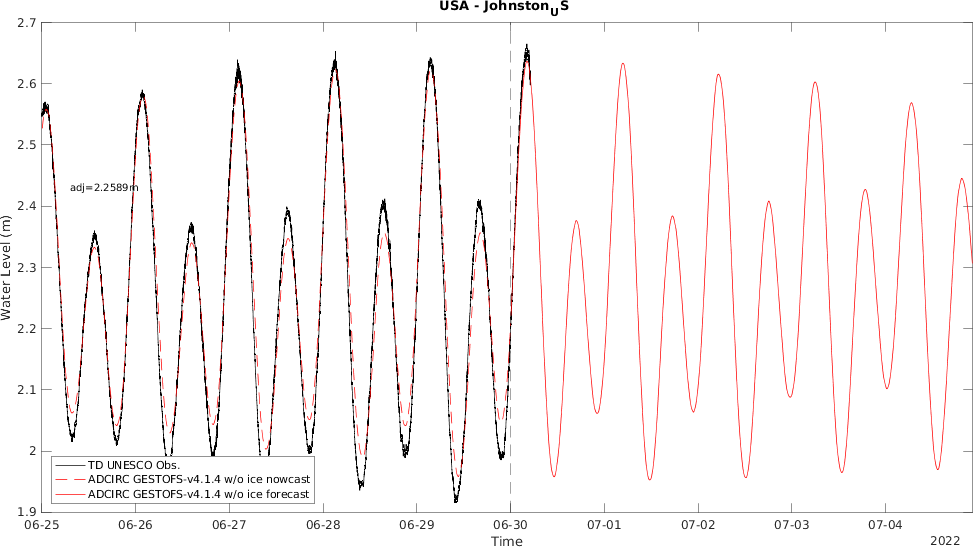 USA - Johnston_US
2.7
2.6
2.5
2.4
2.3
2.2
2.1
2
1.9
Water Level (m)
adj=2.2589m
TD UNESCO Obs.
ADCIRC GESTOFS-v4.1.4 w/o ice nowcast
ADCIRC GESTOFS-v4.1.4 w/o ice forecast
06-25 06-26 06-27 06-28 06-29 06-30 07-01 07-02 07-03 07-04
Time
2022